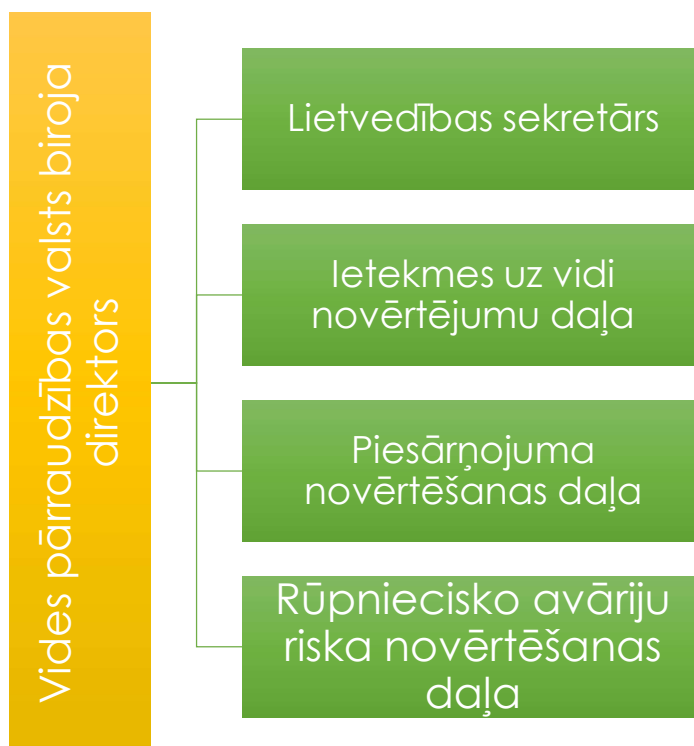 Vides pārraudzības valsts biroja
direktors
Lietvedības sekretārs
Ietekmes uz vidi
novērtējumu daļa
Piesārņojuma
novērtēšanas daļa
Rūpniecisko avāriju
riska novērtēšanas
daļa